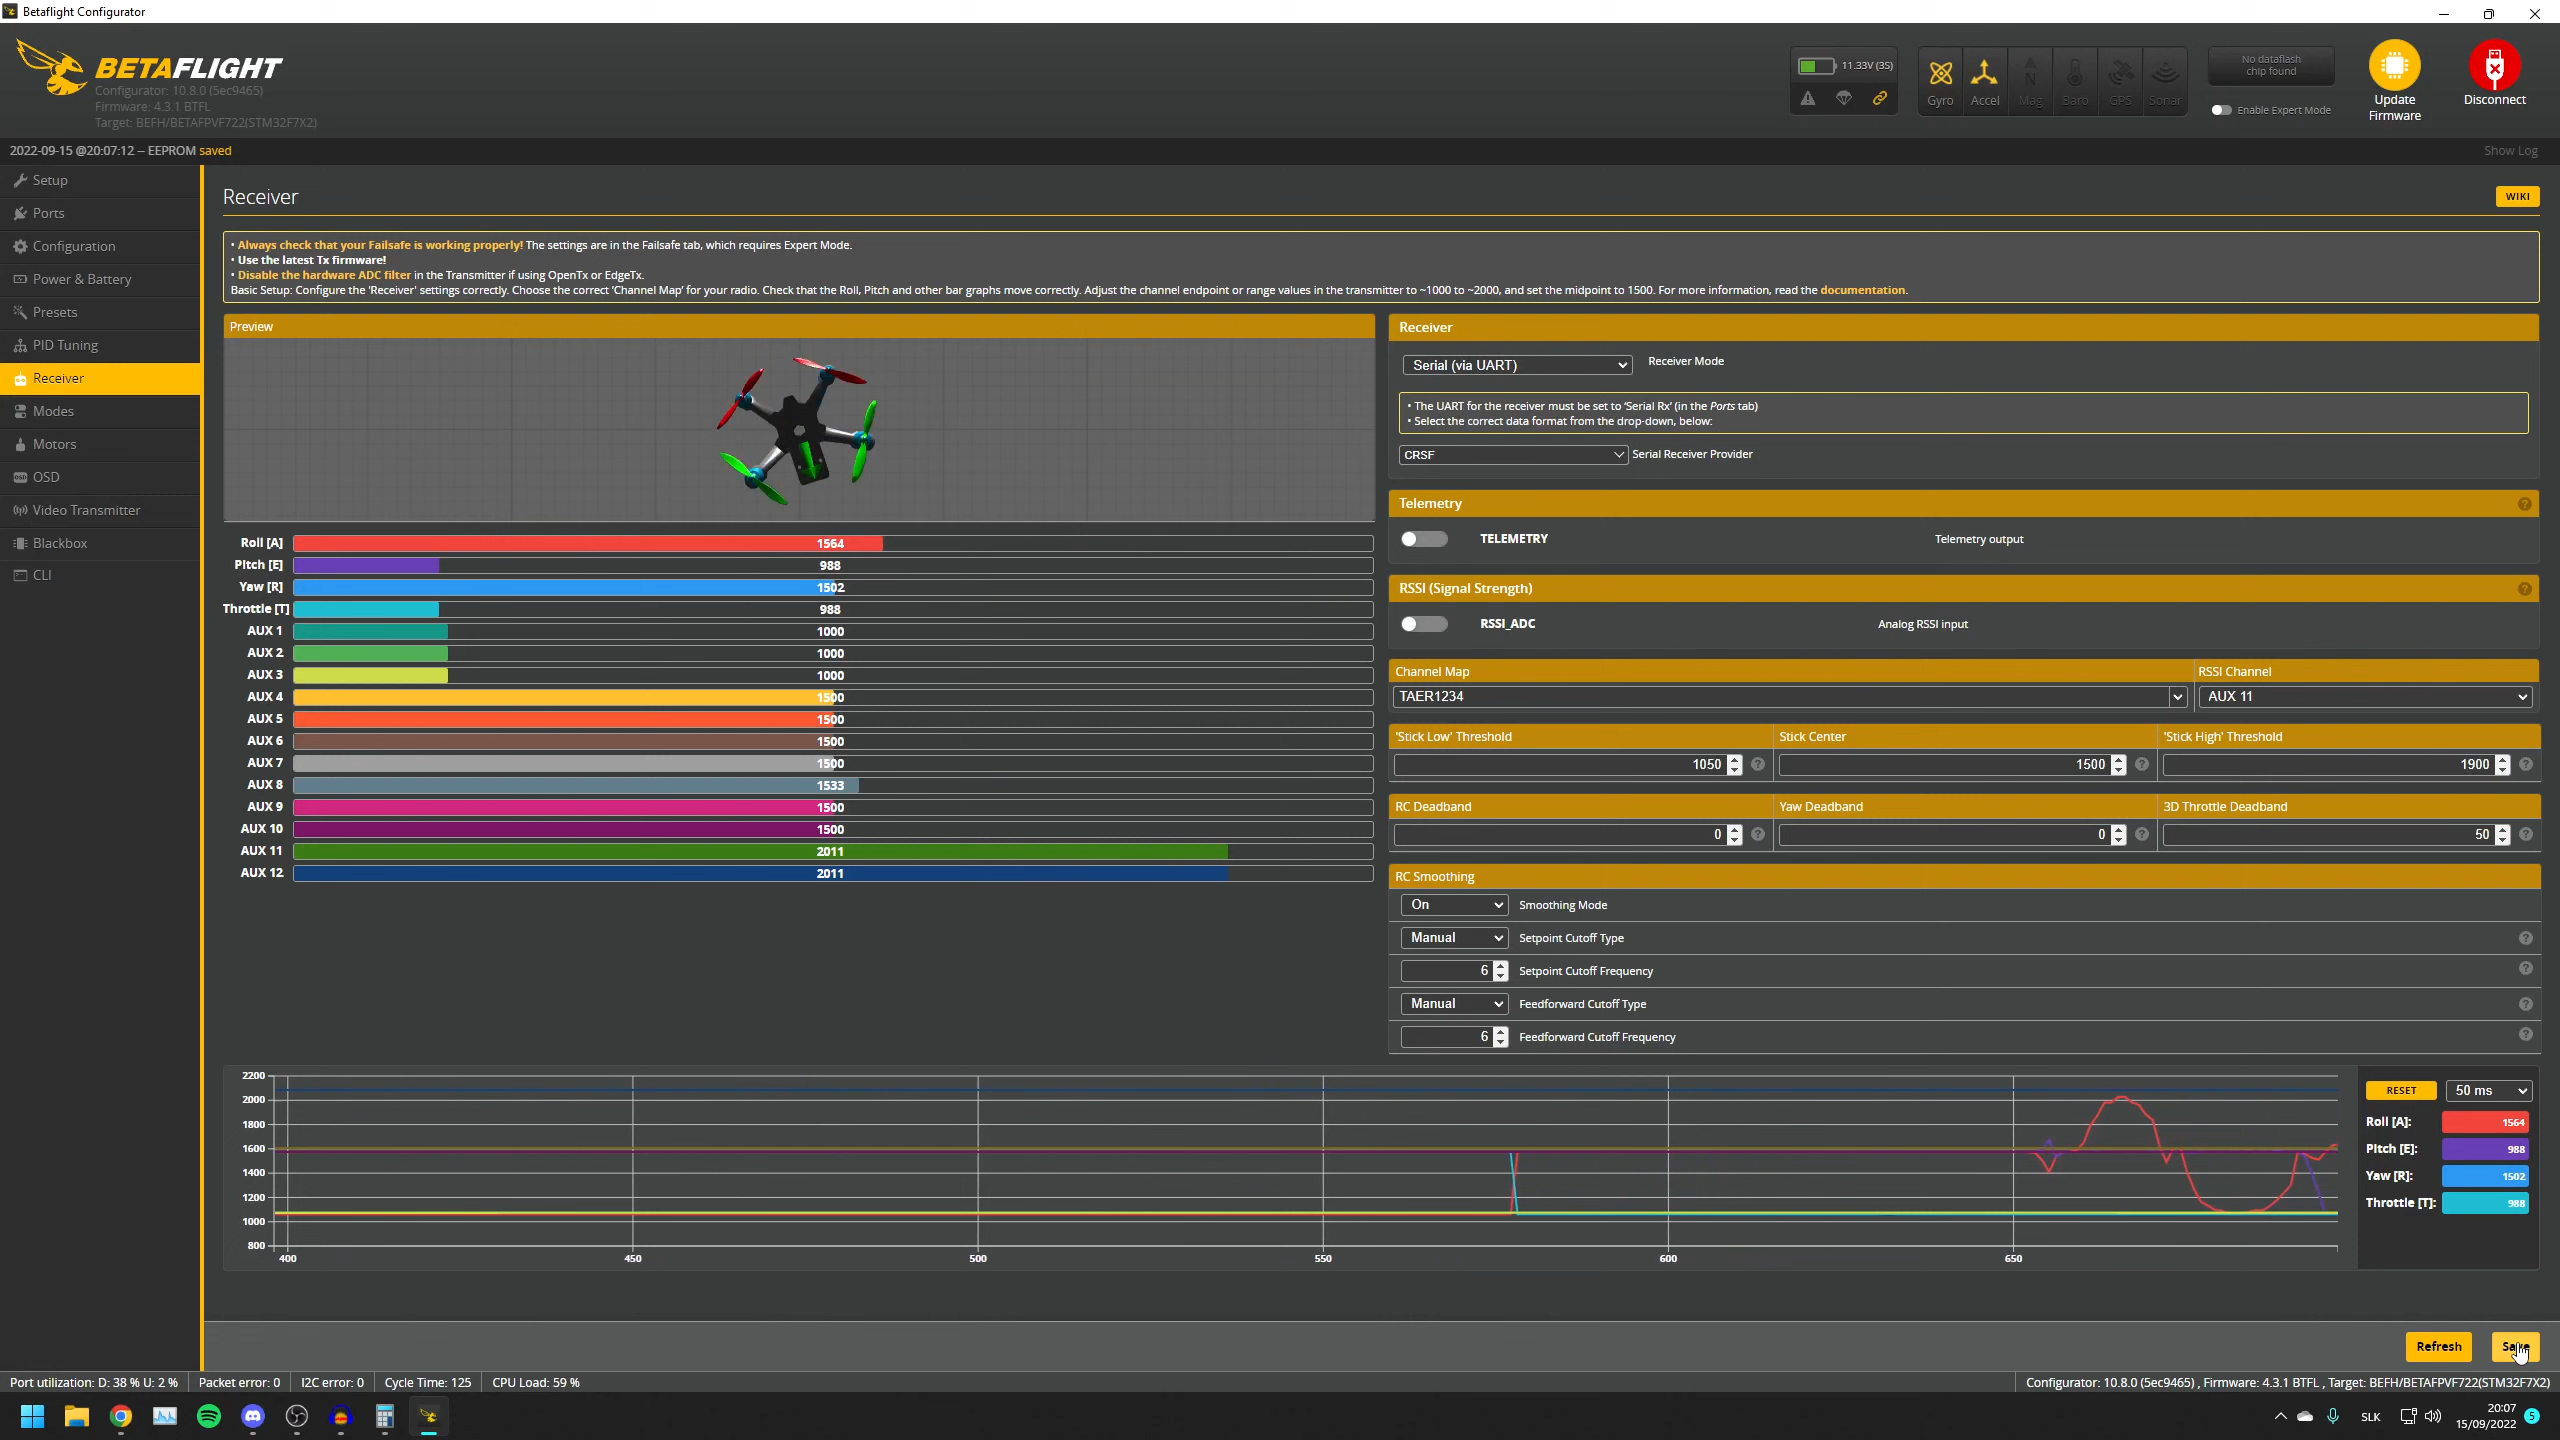 Betaflight Configurator
BETAFLIGHT
Configurator: 10.8.0 (5ec9465)
Firmware: 4.3.1 BTFL
Target: BEFH/BETAFPVF722(STM32F7X2)
11.33V (3S)
Gyro
Accel
Mag
Baro
GPS
Sonar
No dataflash
chip found
Enable Expert Mode
Update
Firmware
Disconnect
2022-09-15 @20:07:12 -- EEPROM saved
Show Log
Setup
Ports
Configuration
Power & Battery
Presets
PID Tuning
Receiver
Modes
Motors
OSD
Video Transmitter
Blackbox
CLI
Receiver
WIKI
• Always check that your Failsafe is working properly! The settings are in the Failsafe tab, which requires Expert Mode.
• Use the latest Tx firmware!
• Disable the hardware ADC filter in the Transmitter if using OpenTx or EdgeTx.
Basic Setup: Configure the 'Receiver' settings correctly. Choose the correct 'Channel Map' for your radio. Check that the Roll, Pitch and other bar graphs move correctly. Adjust the channel endpoint or range values in the transmitter to ~1000 to ~2000, and set the midpoint to 1500. For more information, read the documentation.
Preview
Roll [A] 1564
Pitch [E] 988
Yaw [R] 1502
Throttle [T] 988
AUX 1 1000
AUX 2 1000
AUX 3 1000
AUX 4 1500
AUX 5 1500
AUX 6 1500
AUX 7 1500
AUX 8 1533
AUX 9 1500
AUX 10 1500
AUX 11 2011
AUX 12 2011
Receiver
Serial (via UART) Receiver Mode
• The UART for the receiver must be set to 'Serial Rx' (in the Ports tab)
• Select the correct data format from the drop-down, below:
CRSF Serial Receiver Provider
Telemetry
TELEMETRY Telemetry output
RSSI (Signal Strength)
RSSI_ADC Analog RSSI input
Channel Map RSSI Channel
TAER1234 AUX 11
'Stick Low' Threshold Stick Center 'Stick High' Threshold
1050 1500 1900
RC Deadband Yaw Deadband 3D Throttle Deadband
0 0 50
RC Smoothing
On Smoothing Mode
Manual Setpoint Cutoff Type
6 Setpoint Cutoff Frequency
Manual Feedforward Cutoff Type
6 Feedforward Cutoff Frequency
2200
2000
1800
1600
1400
1200
1000
800
400 450 500 550 600 650
RESET 50 ms
Roll [A]: 1564
Pitch [E]: 988
Yaw [R]: 1502
Throttle [T]: 988
Refresh
Save
Port utilization: D: 38 % U: 2 % Packet error: 0 I2C error: 0 Cycle Time: 125 CPU Load: 59 %
Configurator: 10.8.0 (5ec9465) , Firmware: 4.3.1 BTFL , Target: BEFH/BETAFPVF722(STM32F7X2)
SLK
20:07
15/09/2022
5